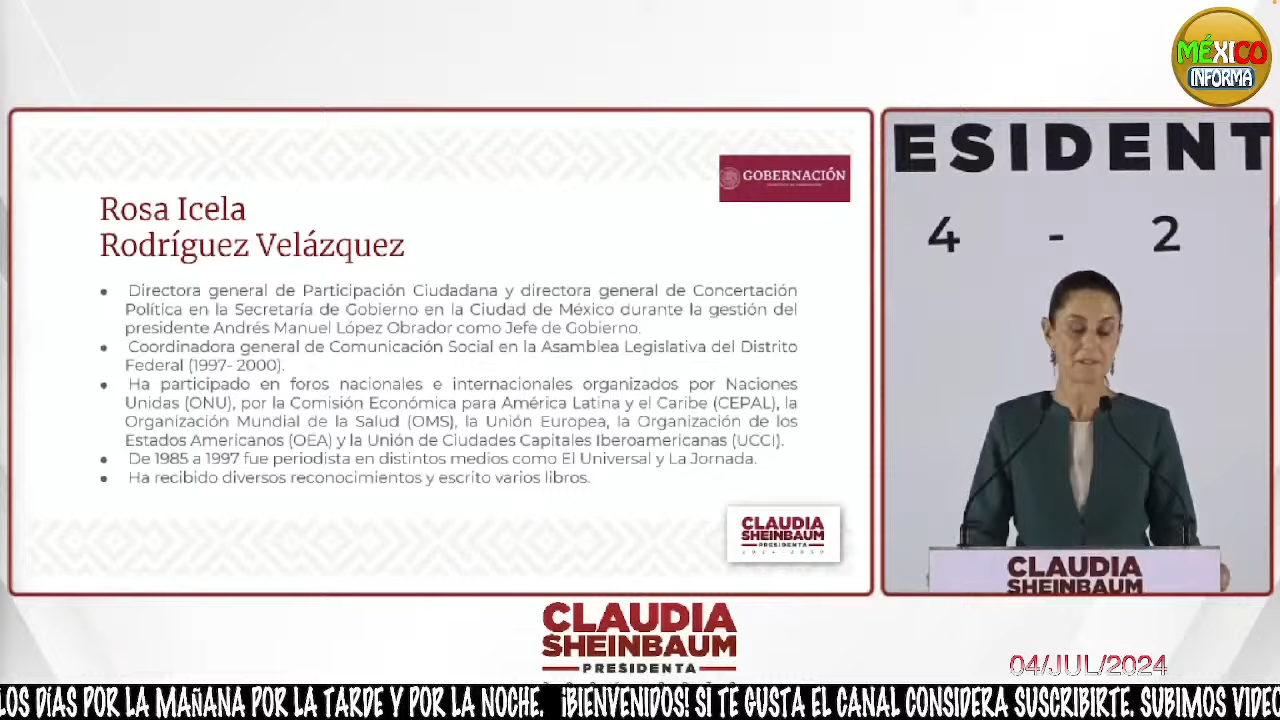 MÉXICO
INFORMA
GOBERNACIÓN
Rosa Icela
Rodríguez Velázquez
• Directora general de Participación Ciudadana y directora general de Concertación
Política en la Secretaría de Gobierno en la Ciudad de México durante la gestión del
presidente Andrés Manuel López Obrador como Jefe de Gobierno.
• Coordinadora general de Comunicación Social en la Asamblea Legislativa del Distrito
Federal (1997- 2000).
• Ha participado en foros nacionales e internacionales organizados por Naciones
Unidas (ONU), por la Comisión Económica para América Latina y el Caribe (CEPAL), la
Organización Mundial de la Salud (OMS), la Unión Europea, la Organización de los
Estados Americanos (OEA) y la Unión de Ciudades Capitales Iberoamericanas (UCCI).
• De 1985 a 1997 fue periodista en distintos medios como El Universal y La Jornada.
• Ha recibido diversos reconocimientos y escrito varios libros.
CLAUDIA
SHEINBAUM
PRESIDENTA
2024-2030
ESIDENT
4 - 2
CLAUDIA
SHEINBAUM
CLAUDIA
SHEINBAUM
PRESIDENTA
04/JUL/2024
LOS DÍAS POR LA MAÑANA POR LA TARDE Y POR LA NOCHE. ¡BIENVENIDOS! SI TE GUSTA EL CANAL CONSIDERA SUSCRIBIRTE. SUBIMOS VIDEO